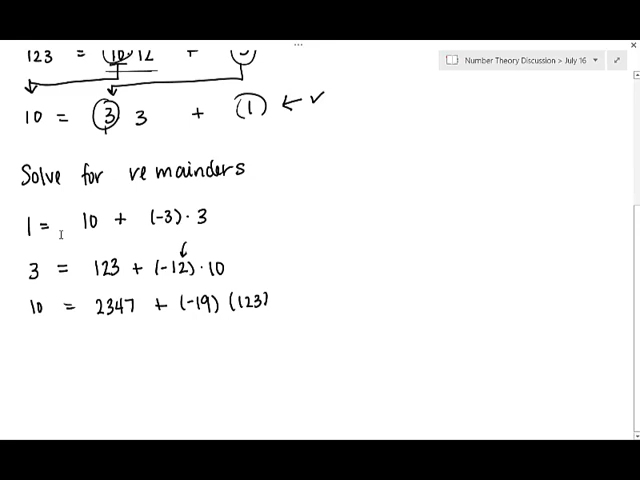 123 = 10·12 + 3
Number Theory Discussion > July 16
10 = 3 3 + 1 ← ✓
Solve for remainders
1 = 10 + (-3)·3
3 = 123 + (-12)·10
10 = 2347 + (-19) (123)